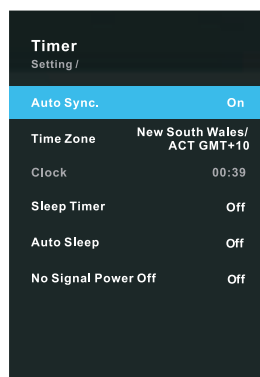 Timer
Setting /
Auto Sync. On
Time Zone New South Wales/
ACT GMT+10
Clock 00:39
Sleep Timer Off
Auto Sleep Off
No Signal Power Off Off